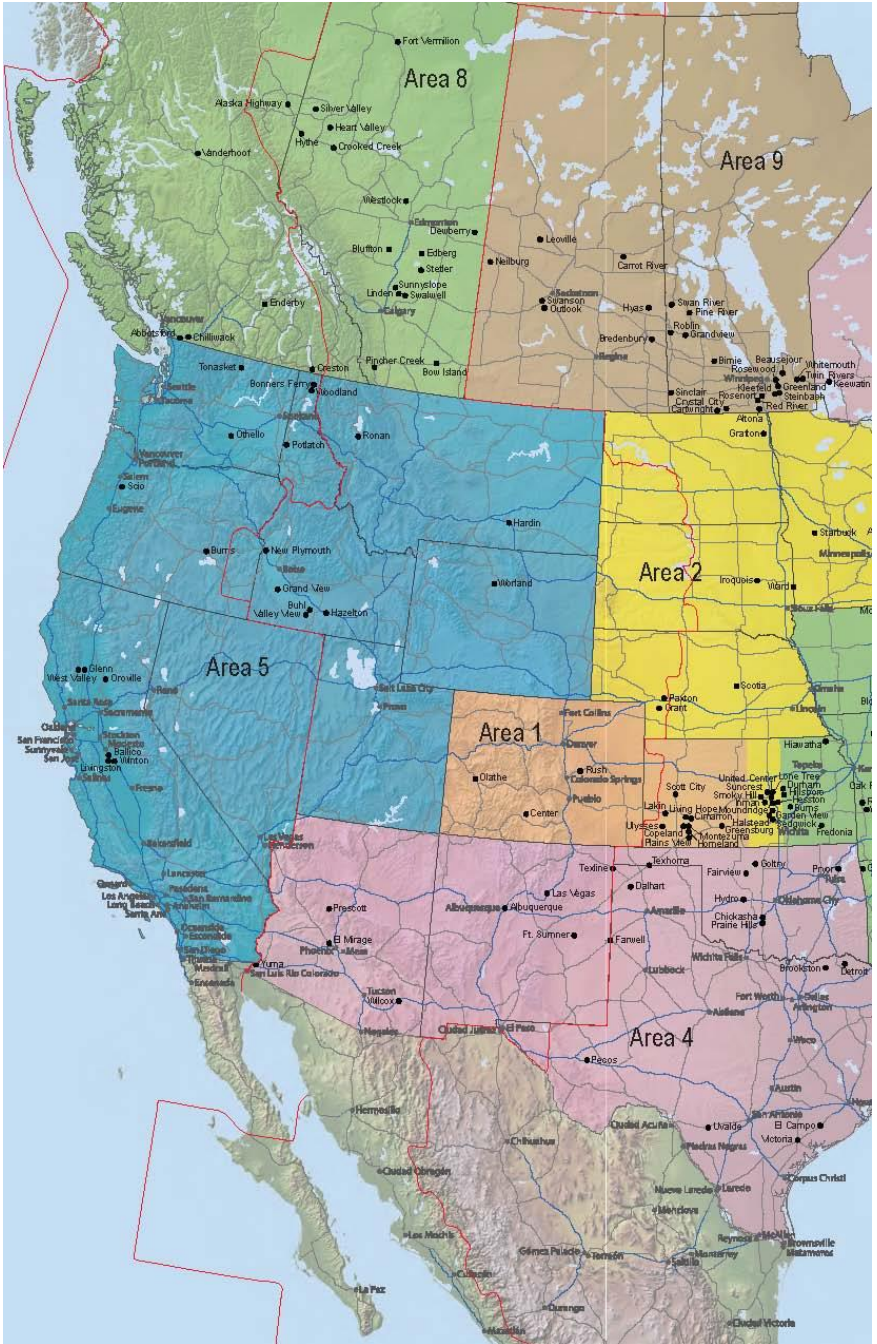 Fort Vermilion
Area 8
Alaska Highway
Silver Valley
Heart Valley
Hythe
Crooked Creek
Vanderhoof
Area 9
Westlock
Edmonton
Dewberry
Leoville
Bluffton
Edberg
Neilburg
Carrot River
Stetler
Sunnyslope
Linden
Swalwell
Saskatoon
Swanson
Outlook
Enderby
Calgary
Hyas
Swan River
Pine River
Vancouver
Roblin
Grandview
Abbotsford
Chilliwack
Bredenbury
Regina
Birnie
Beausejour
Rosewood
Whitemouth
Tonasket
Creston
Pincher Creek
Bow Island
Winnipeg
Twin Rivers
Kleefeld
Greenland
Keewatin
Bonners Ferry
Woodland
Sinclair
Rosenort
Steinbach
Seattle
Tacoma
Crystal City
Red River
Cartwright
Altona
Spokane
Gratton
Othello
Potlatch
Ronan
Vancouver
Portland
Salem
Scio
Eugene
Hardin
Starbuck
Burns
New Plymouth
Minneapolis
Boise
Area 2
Worland
Iroquois
Ward
Grand View
Buhl
Valley View
Hazelton
Sioux Falls
Glenn
West Valley
Oroville
Area 5
Reno
Salt Lake City
Provo
Scotia
Omaha
Paxton
Grant
Lincoln
Santa Rosa
Sacramento
Area 1
Fort Collins
Oakland
San Francisco
Stockton
Modesto
Sunnyvale
San Jose
Ballico
Winton
Livingston
Salinas
Denver
Hiawatha
Olathe
Rush
Colorado Springs
Topeka
Fresno
Pueblo
Scott City
United Center
Lone Tree
Suncrest
Durham
Smoky Hill
Hillsboro
Center
Lakin
Living Hope
Inman
Hesston
Cimarron
Moundridge
Burns
Ulysses
Halstead
Garden View
Copeland
Montezuma
Greensburg
Sedgwick
Plains View
Homeland
Wichita
Fredonia
Las Vegas
Henderson
Bakersfield
Texline
Texhoma
Goltry
Fairview
Pryor
Tulsa
Lancaster
Oxnard
Pasadena
San Bernardino
Los Angeles
Long Beach
Anaheim
Santa Ana
Prescott
Las Vegas
Albuquerque
Albuquerque
Dalhart
Amarillo
Hydro
Oklahoma City
Chickasha
Prairie Hills
Oceanside
Escondido
San Diego
Tijuana
Mexicali
El Mirage
Phoenix
Mesa
Ft. Sumner
Farwell
Yuma
San Luis Rio Colorado
Ensenada
Lubbock
Wichita Falls
Brookston
Detroit
Tucson
Wilcox
Fort Worth
Dallas
Arlington
Abilene
Nogales
Ciudad Juárez
El Paso
Area 4
Waco
Pecos
Austin
Hermosillo
San Antonio
Ciudad Acuña
Uvalde
El Campo
Victoria
Chihuahua
Piedras Negras
Ciudad Obregón
Nuevo Laredo
Laredo
Corpus Christi
Monclova
Los Mochis
Reynosa
McAllen
Brownsville
Matamoros
Gómez Palacio
Torreón
Monterrey
Saltillo
Culiacán
La Paz
Durango
Mazatlán
Ciudad Victoria